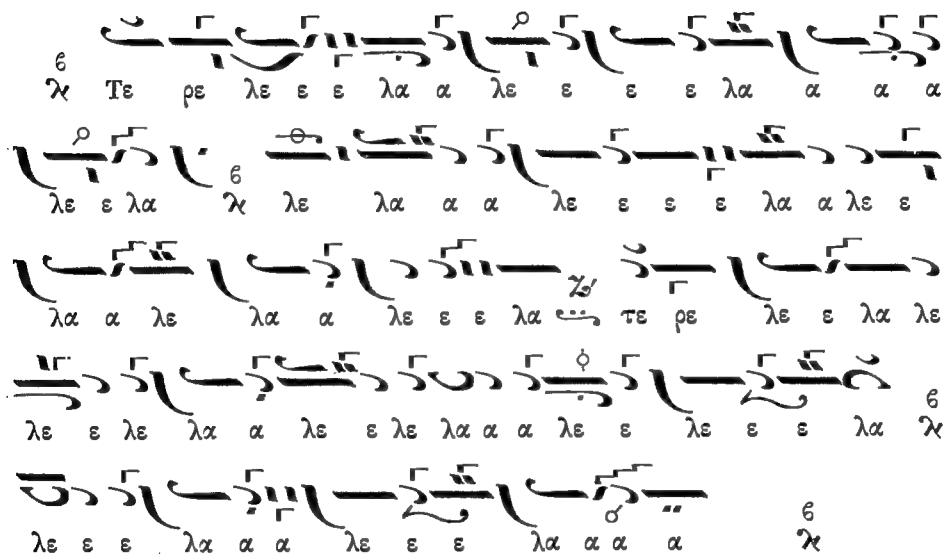 Τε ρε λε ε ε λα α λε ε ε ε λα α α α
λε ε λα λε λα α α λε ε ε ε λα α λε ε
λα α λε λα α λε ε ε λα τε ρε λε ε λα λε
λε ε λε λα α λε ε λε λα α α λε ε λε ε ε λα
λε ε ε λα α α λε ε ε λα α α α